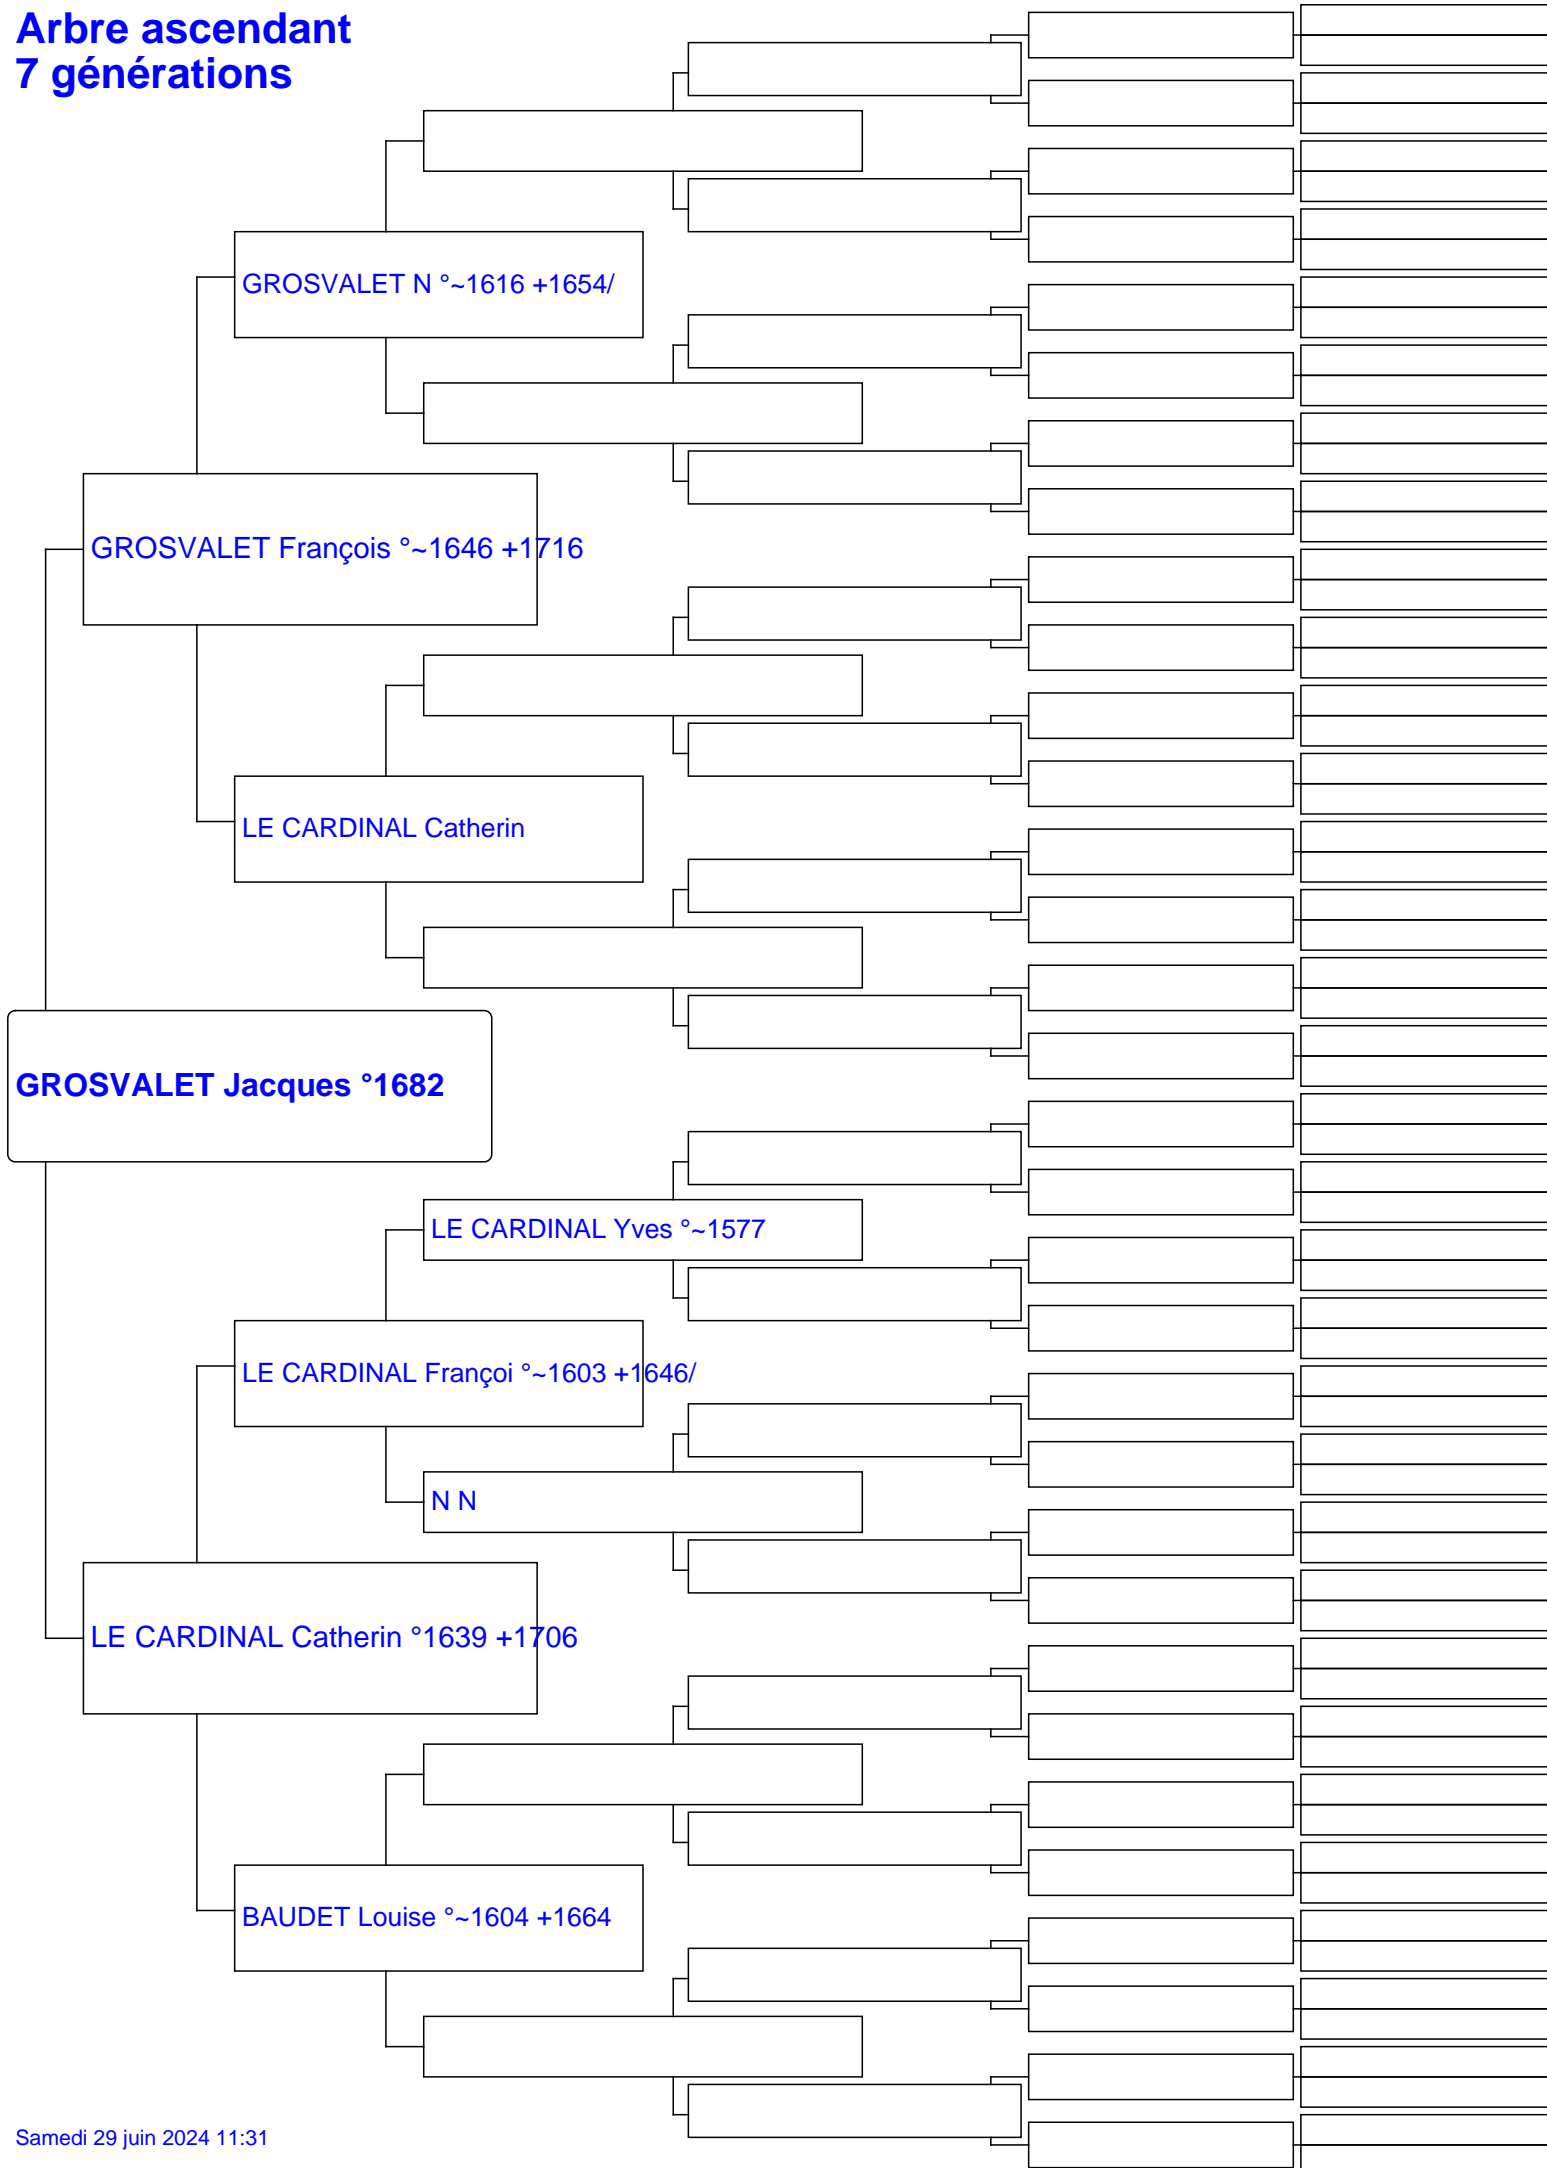 Arbre ascendant
7 générations
GROSVALET N °~1616 +1654/
GROSVALET François °~1646 +1716
LE CARDINAL Catherin
GROSVALET Jacques °1682
LE CARDINAL Yves °~1577
LE CARDINAL Françoi °~1603 +1646/
N N
LE CARDINAL Catherin °1639 +1706
BAUDET Louise °~1604 +1664
Samedi 29 juin 2024 11:31